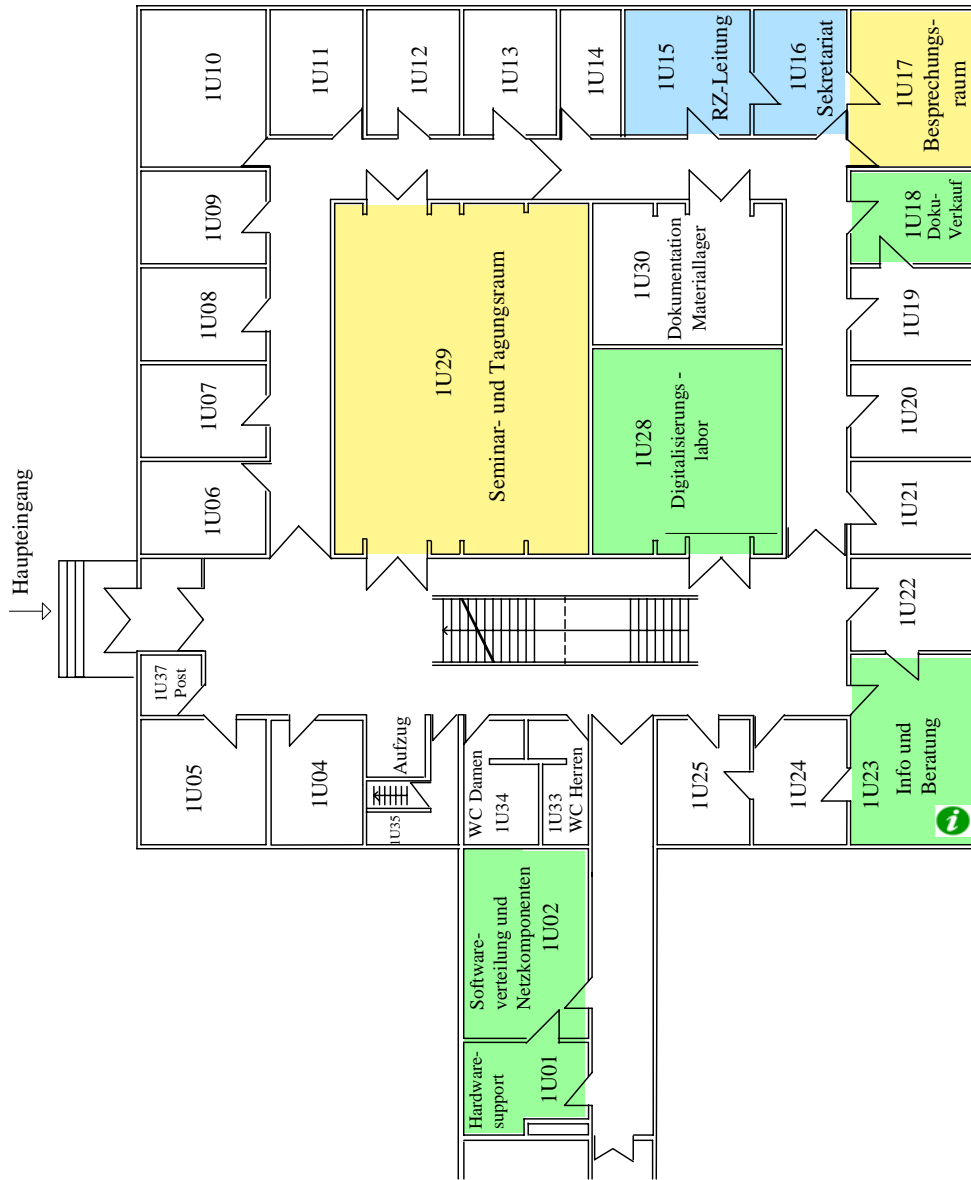 Haupteingang
1U10
1U11
1U12
1U13
1U14
1U15
RZ-Leitung
1U16
Sekretariat
1U17
Besprechungs-
raum
1U09
1U08
1U07
1U06
1U18
Doku-
Verkauf
1U19
1U20
1U21
1U22
1U29
Seminar- und Tagungsraum
1U30
Dokumentation
Materiallager
1U28
Digitalisierungs -
labor
1U37
Post
1U05
1U04
Aufzug
1U35
WC Damen
1U34
1U33
WC Herren
1U25
1U24
1U23
Info und
Beratung
i
Software-
verteilung und
Netzkomponenten
1U02
Hardware-
support
1U01